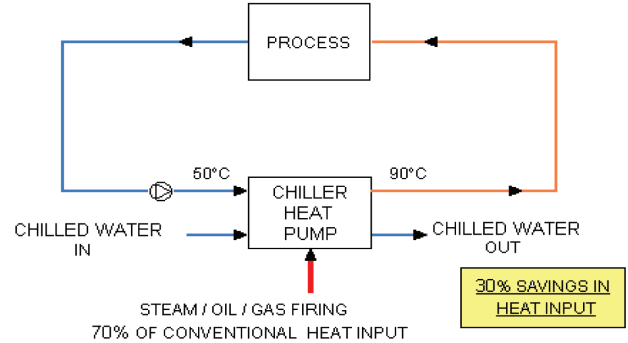 PROCESS
50°C
90°C
CHILLER
HEAT
PUMP
CHILLED WATER
IN
CHILLED WATER
OUT
STEAM / OIL / GAS FIRING
70% OF CONVENTIONAL HEAT INPUT
30% SAVINGS IN
HEAT INPUT